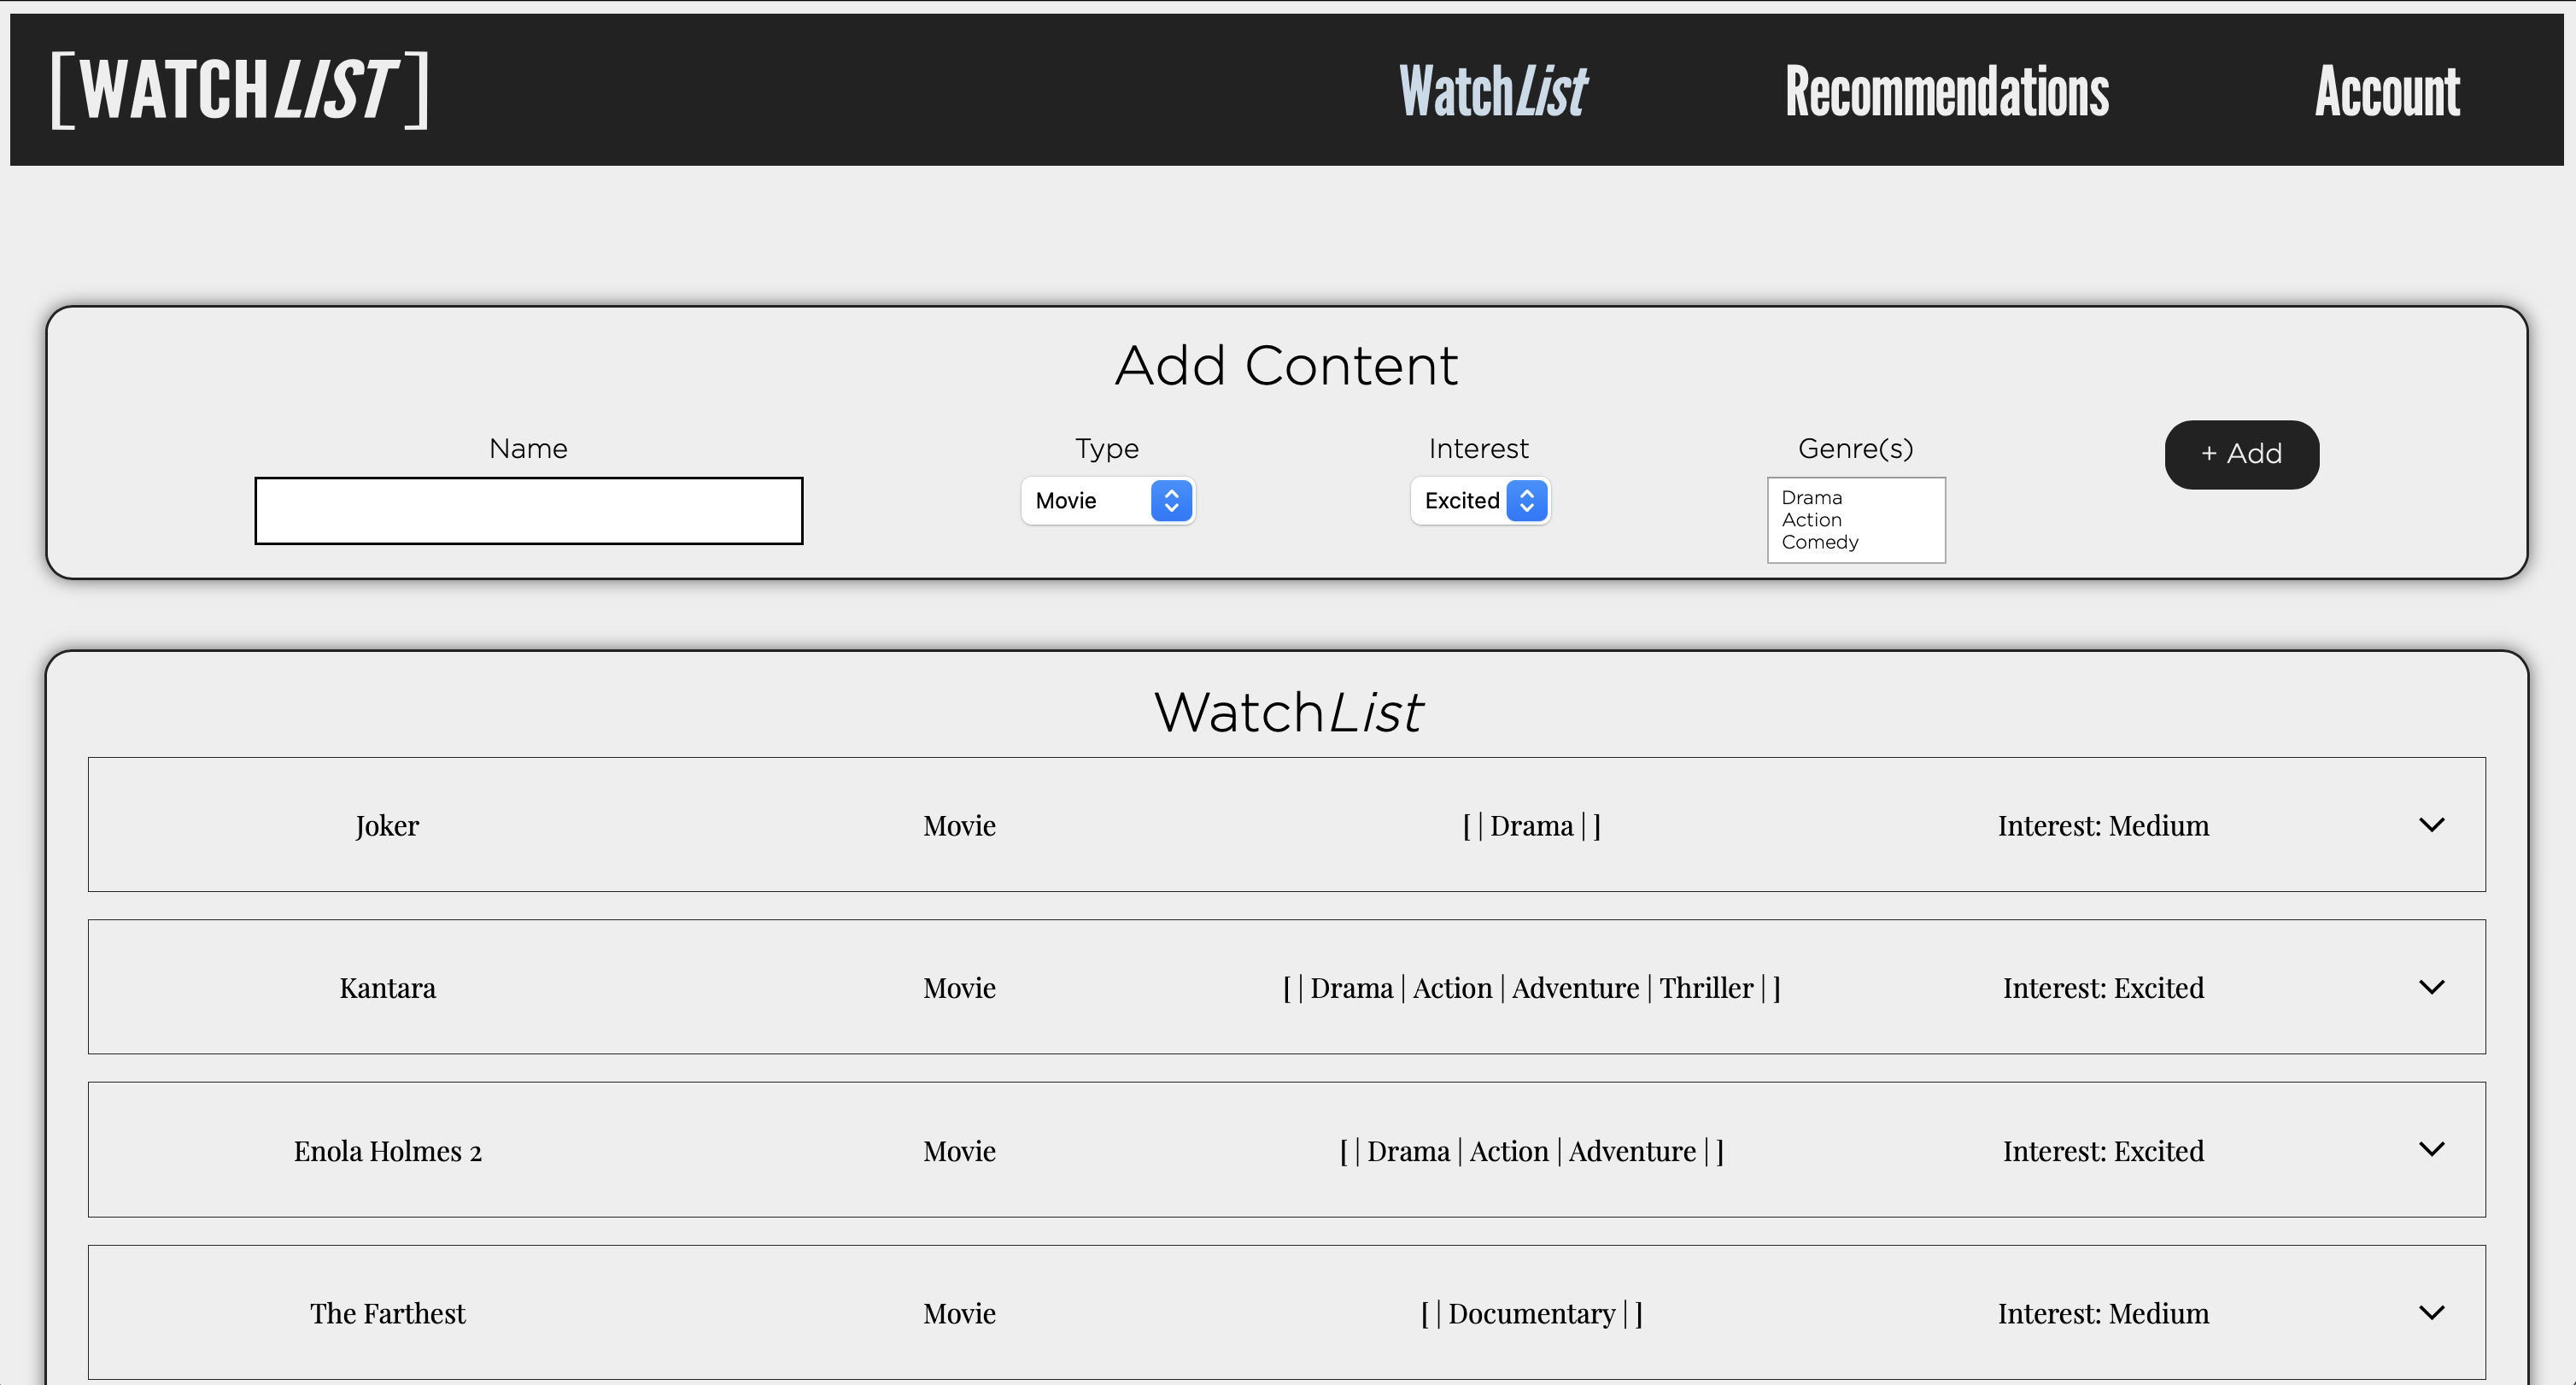 [WATCHLIST] WatchList Recommendations Account
Add Content
Name Type Interest Genre(s) + Add
Movie Excited Drama
Action
Comedy
WatchList
Joker Movie [ | Drama | ] Interest: Medium
Kantara Movie [ | Drama | Action | Adventure | Thriller | ] Interest: Excited
Enola Holmes 2 Movie [ | Drama | Action | Adventure | ] Interest: Excited
The Farthest Movie [ | Documentary | ] Interest: Medium